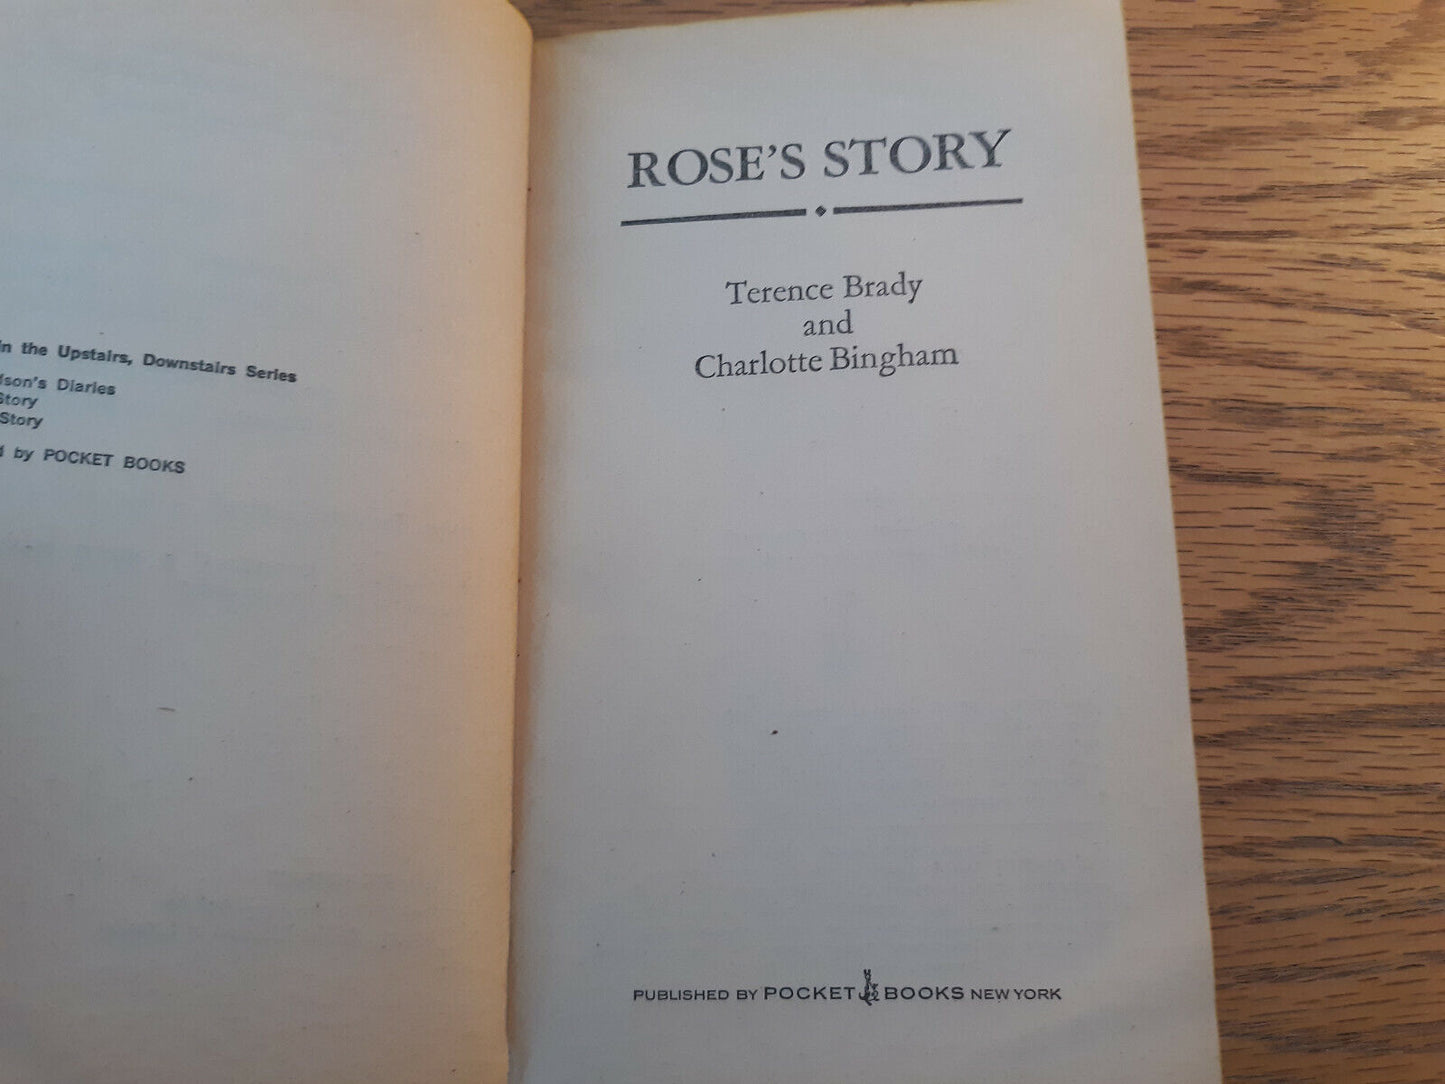 in the Upstairs, Downstairs Series
dson's Diaries
Story
Story
by POCKET BOOKS
ROSE'S STORY
Terence Brady
and
Charlotte Bingham
PUBLISHED BY POCKET BOOKS NEW YORK